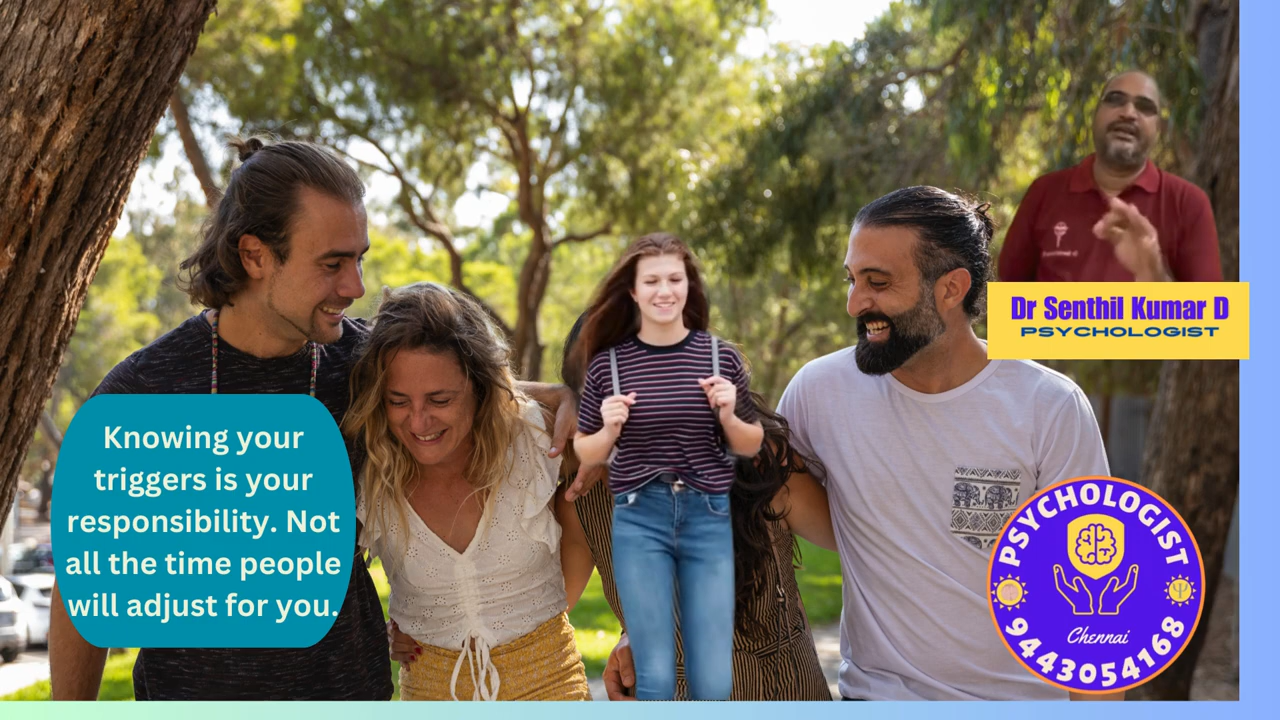 Knowing your
triggers is your
responsibility. Not
all the time people
will adjust for you.
Dr Senthil Kumar D
PSYCHOLOGIST
PSYCHOLOGIST
Chennai
9443054168